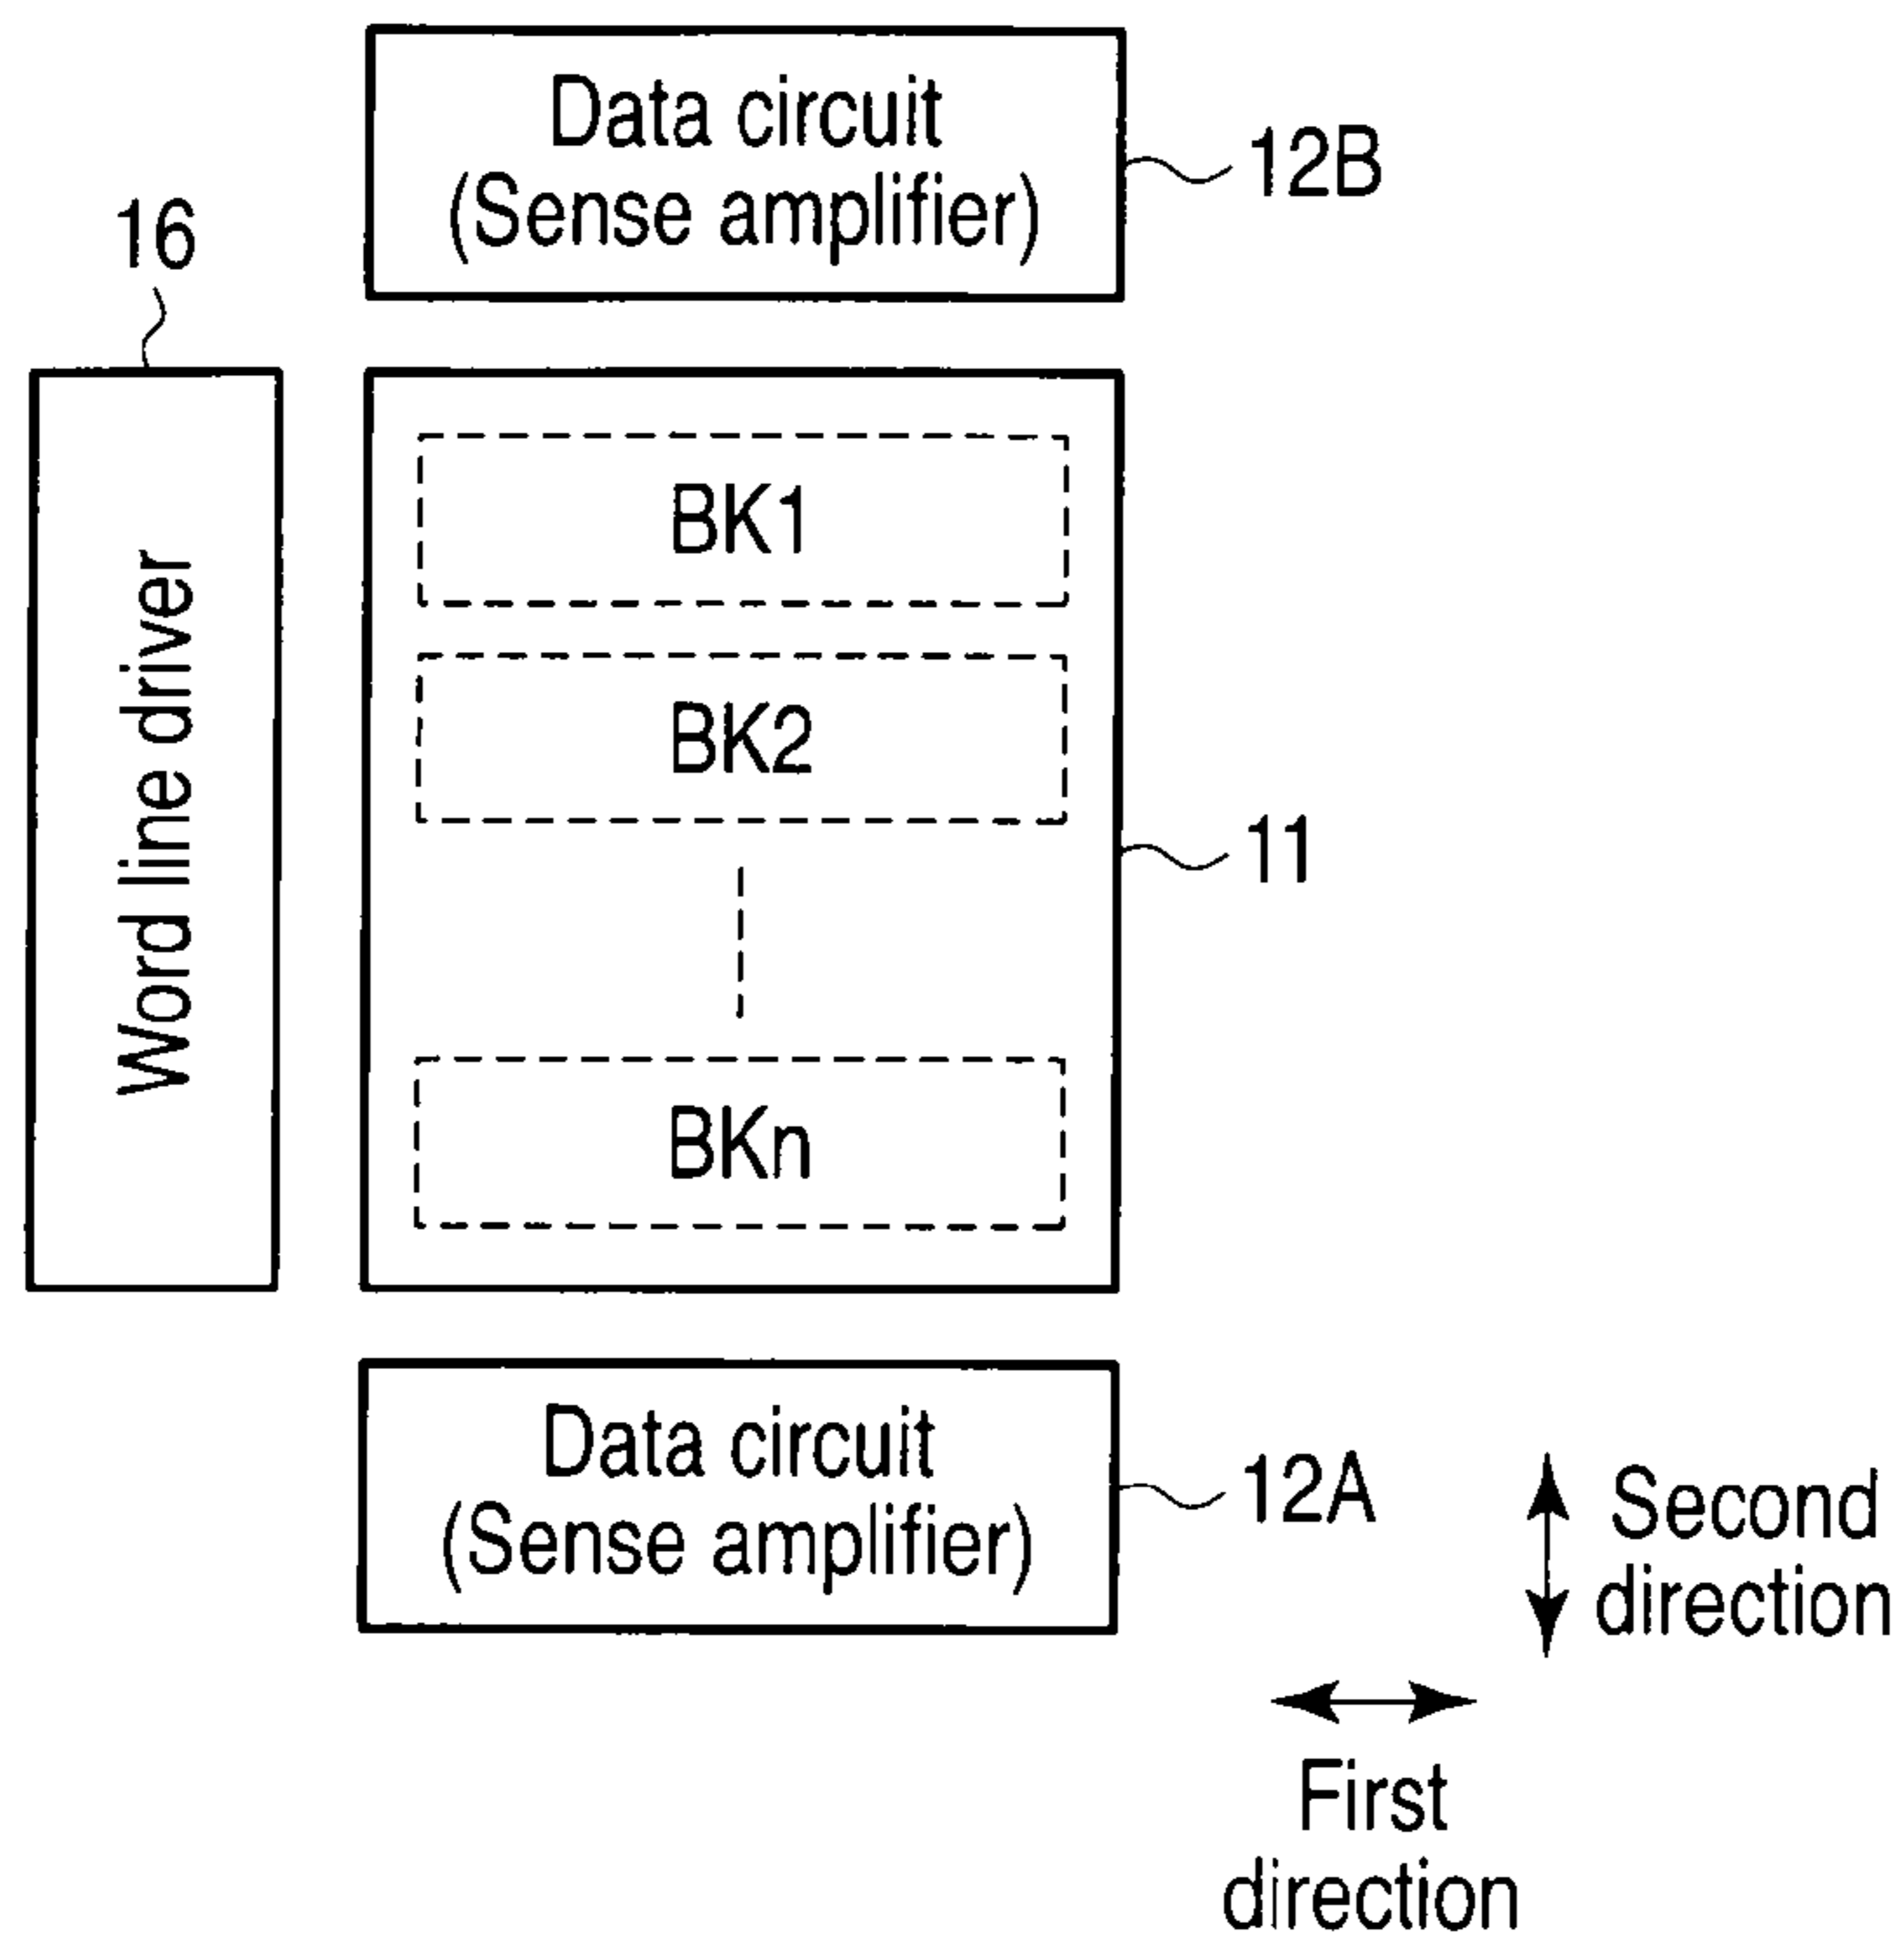 Data circuit
(Sense amplifier)
12B
16
Word line driver
BK1
BK2
11
BKn
Data circuit
(Sense amplifier)
12A
Second
direction
First
direction